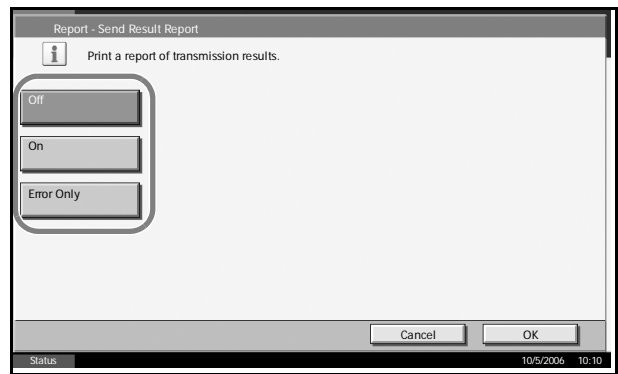 Report - Send Result Report
Print a report of transmission results.
Off
On
Error Only
Cancel OK
Status 10/5/2006 10:10